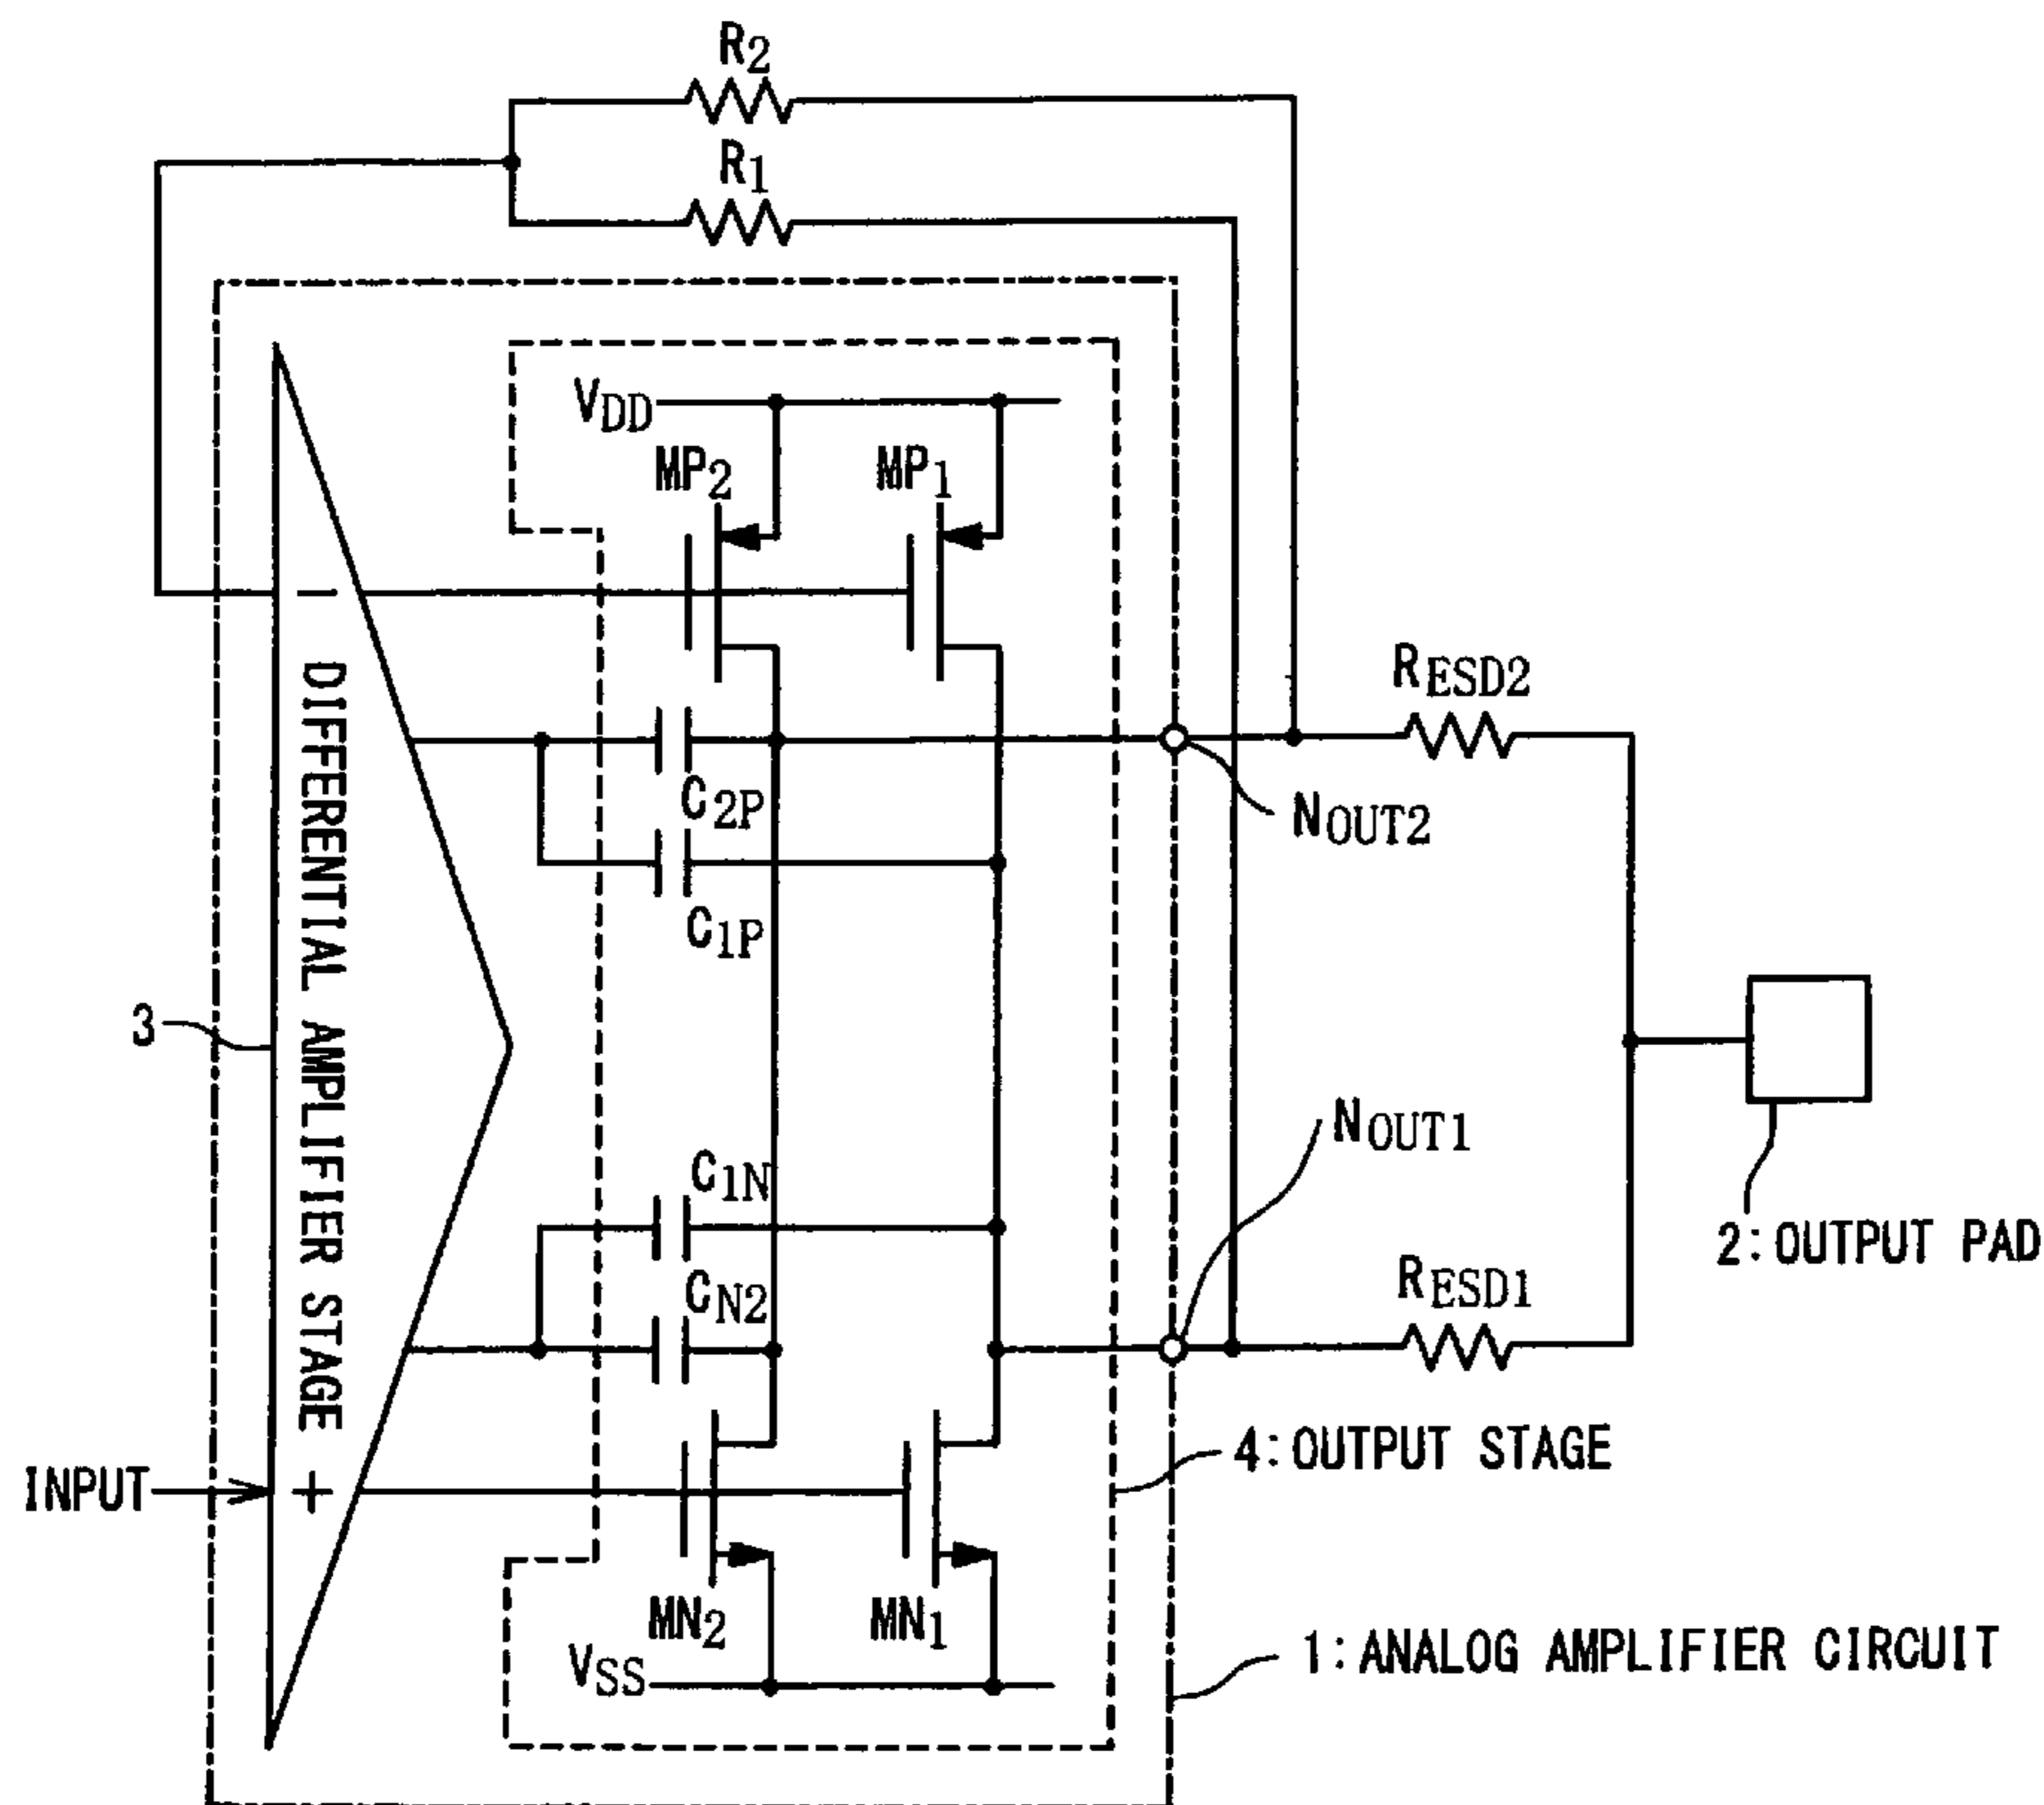 R2
R1
VDD
MP2
MP1
−
DIFFERENTIAL AMPLIFIER STAGE
RESD2
C2P
NOUT2
C1P
3
NOUT1
C1N
CN2
2:OUTPUT PAD
RESD1
4:OUTPUT STAGE
INPUT
+
MN2
MN1
1:ANALOG AMPLIFIER CIRCUIT
VSS